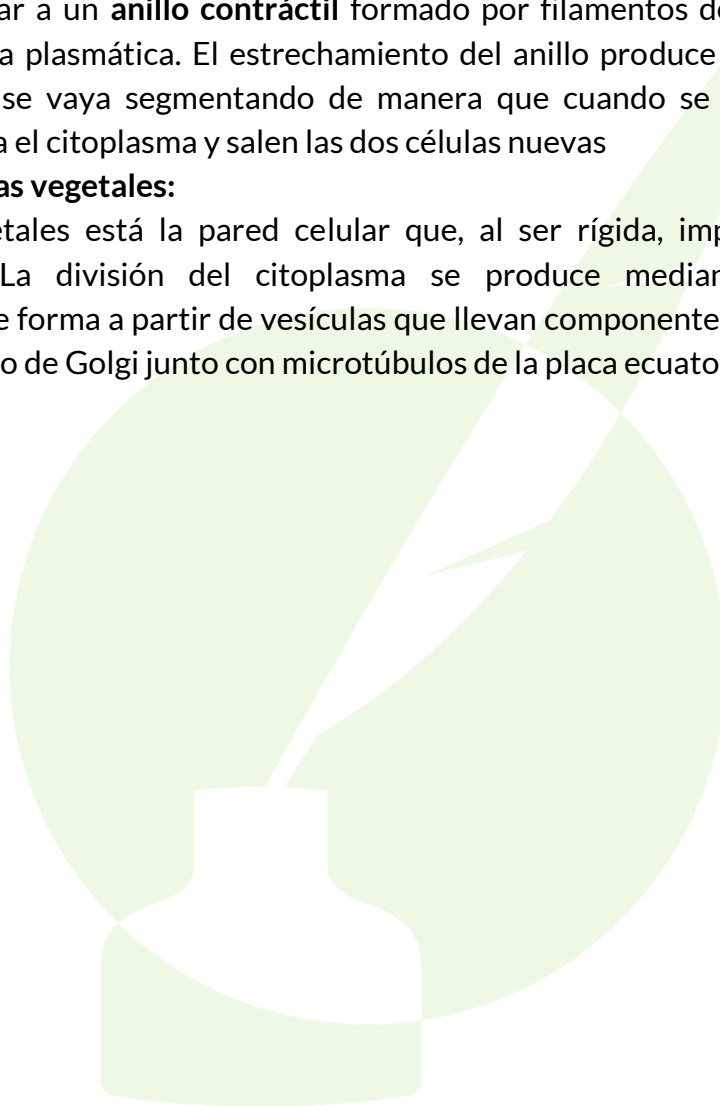 ar a un anillo contráctil formado por filamentos d
a plasmática. El estrechamiento del anillo produce
se vaya segmentando de manera que cuando se
a el citoplasma y salen las dos células nuevas
as vegetales:
etales está la pared celular que, al ser rígida, imp
La división del citoplasma se produce median
e forma a partir de vesículas que llevan componente
o de Golgi junto con microtúbulos de la placa ecuato